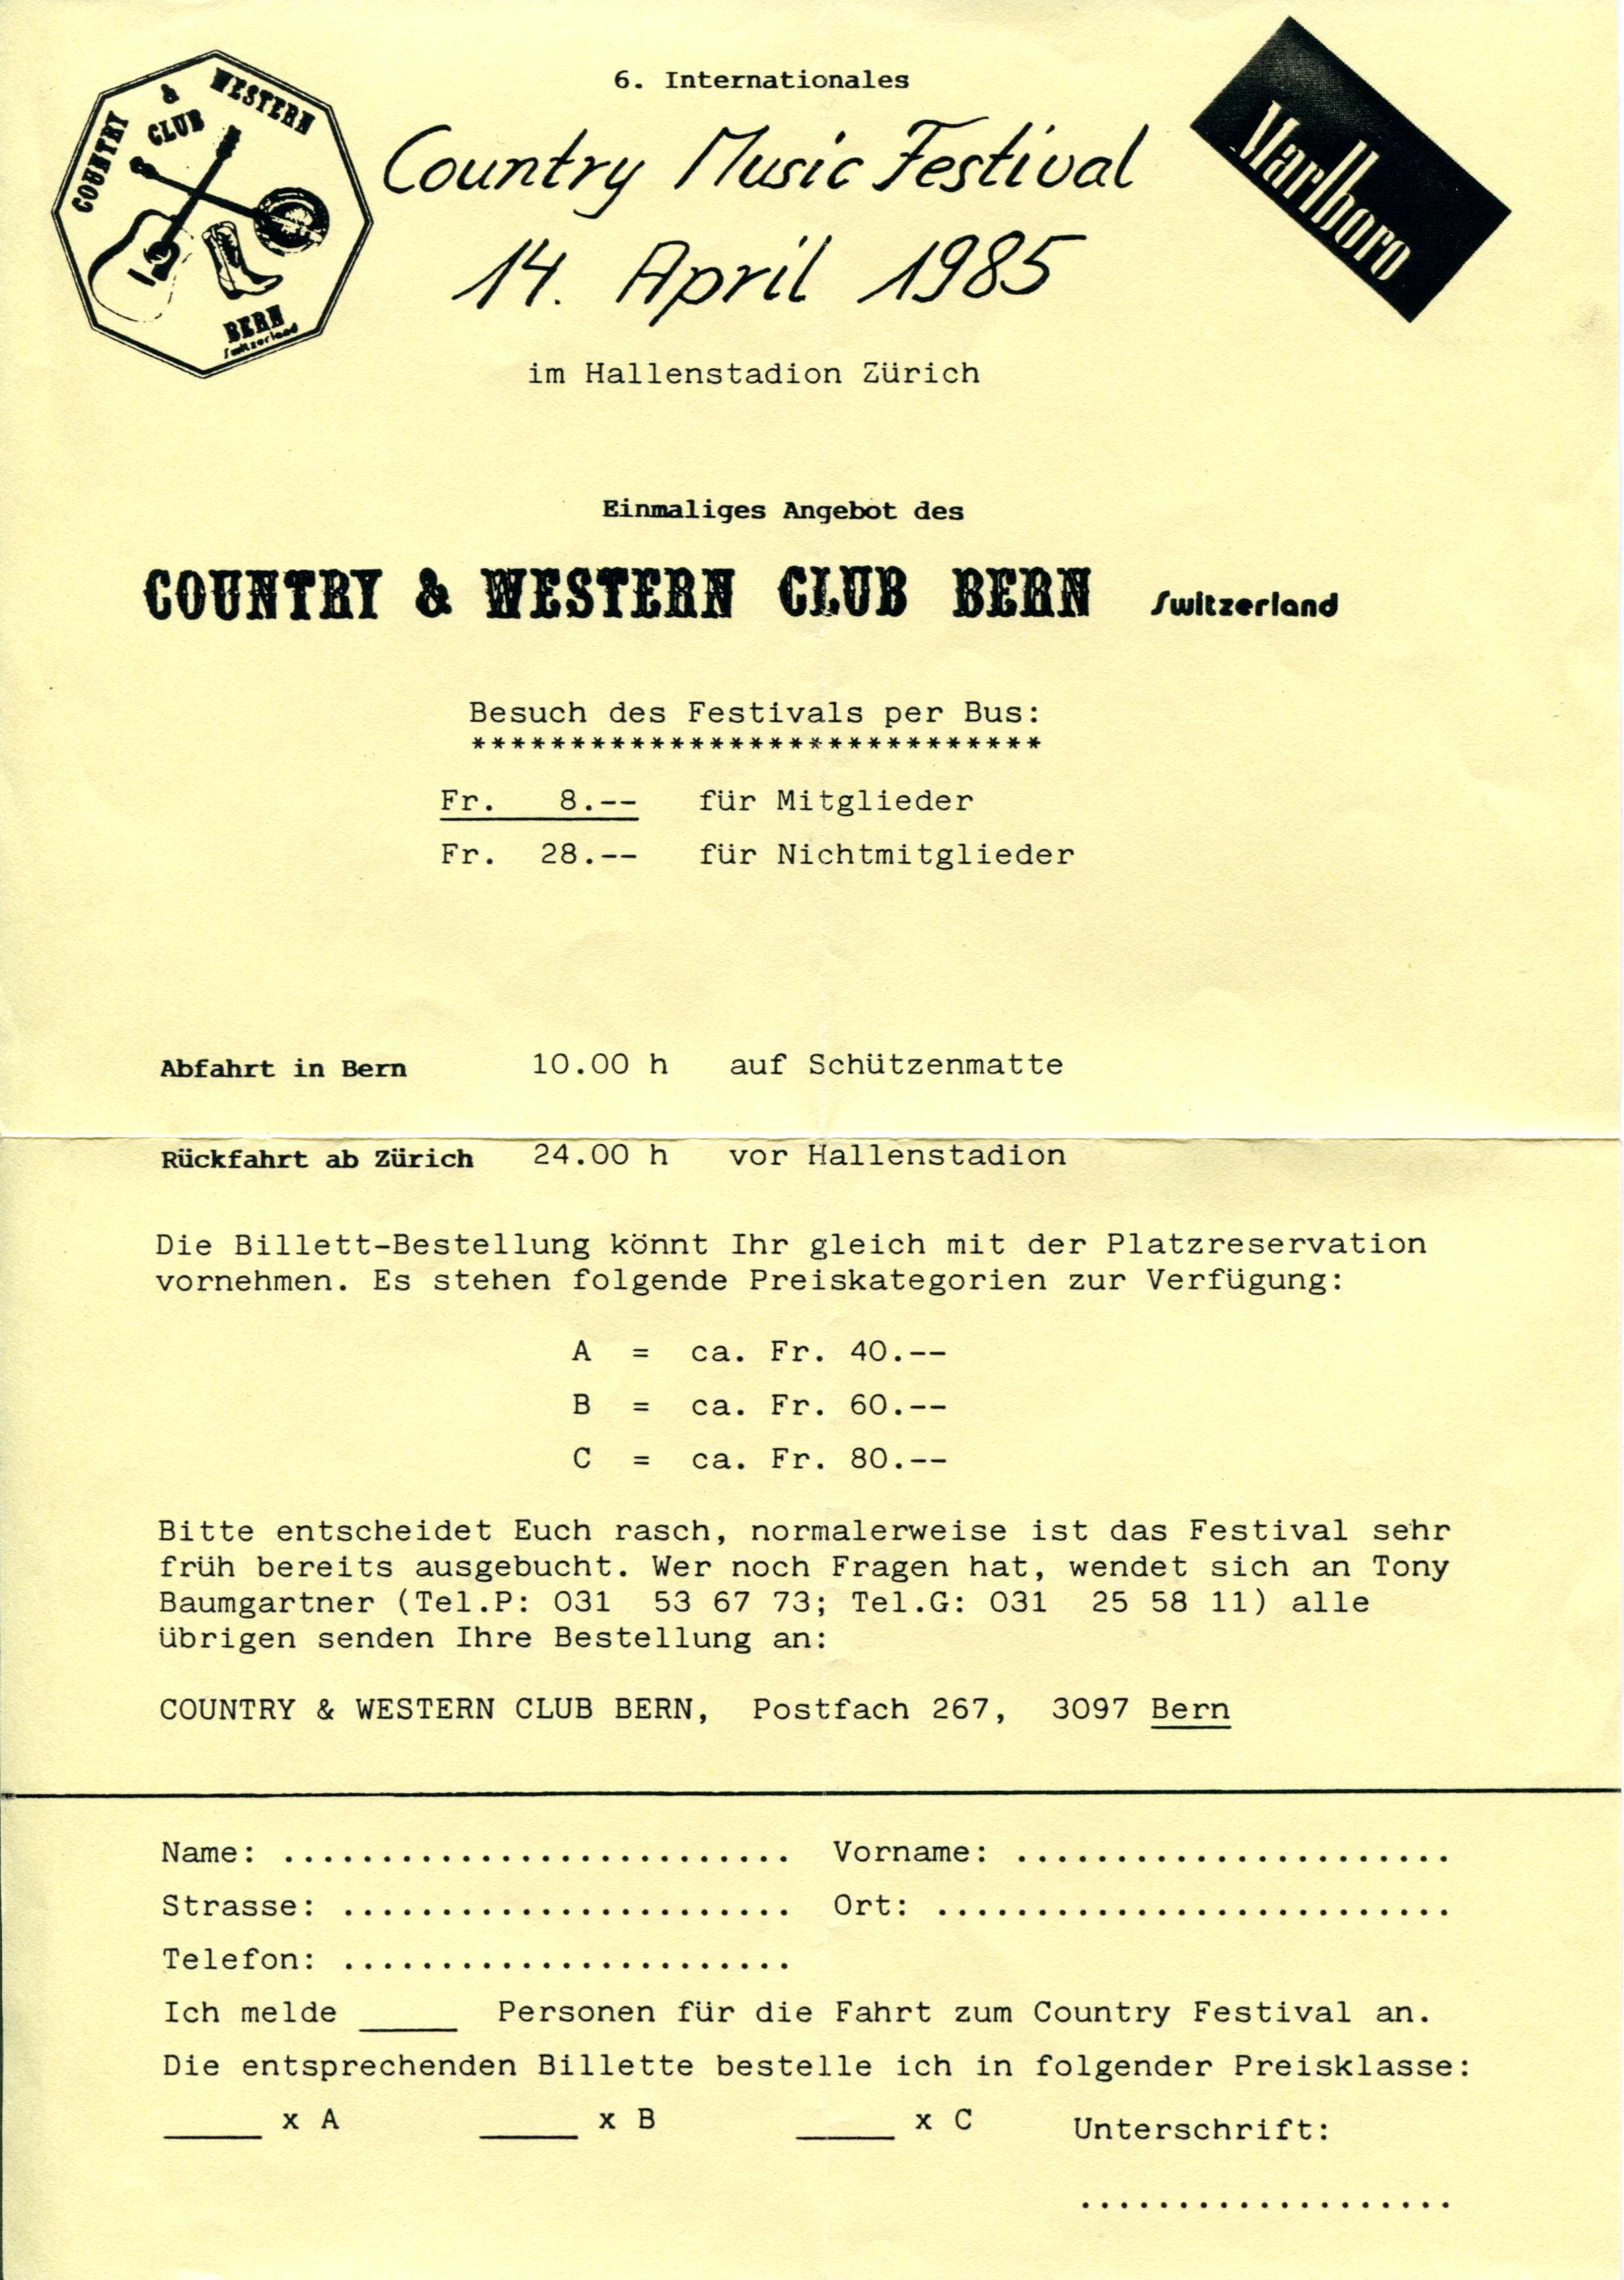 6. Internationales
COUNTRY & WESTERN
CLUB
BERN
Switzerland
Country Music Festival
Marlboro
14. April 1985
im Hallenstadion Zürich
Einmaliges Angebot des
COUNTRY & WESTERN CLUB BERN Switzerland
Besuch des Festivals per Bus:
*****************************
Fr. 8.-- für Mitglieder
Fr. 28.-- für Nichtmitglieder
Abfahrt in Bern 10.00 h auf Schützenmatte
Rückfahrt ab Zürich 24.00 h vor Hallenstadion
Die Billett-Bestellung könnt Ihr gleich mit der Platzreservation
vornehmen. Es stehen folgende Preiskategorien zur Verfügung:
A = ca. Fr. 40.--
B = ca. Fr. 60.--
C = ca. Fr. 80.--
Bitte entscheidet Euch rasch, normalerweise ist das Festival sehr
früh bereits ausgebucht. Wer noch Fragen hat, wendet sich an Tony
Baumgartner (Tel.P: 031 53 67 73; Tel.G: 031 25 58 11) alle
übrigen senden Ihre Bestellung an:
COUNTRY & WESTERN CLUB BERN, Postfach 267, 3097 Bern
Name: .......................... Vorname: ......................
Strasse: ....................... Ort: ..........................
Telefon: .......................
Ich melde _____ Personen für die Fahrt zum Country Festival an.
Die entsprechenden Billette bestelle ich in folgender Preisklasse:
_____ x A _____ x B _____ x C Unterschrift:
...................